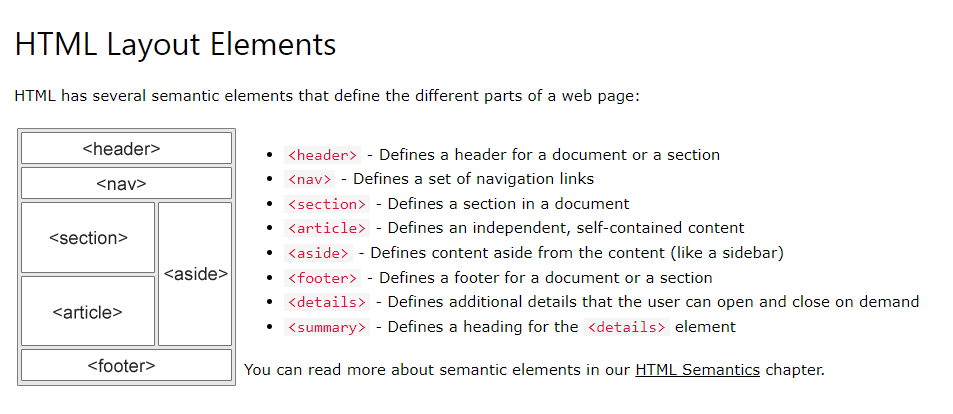 HTML Layout Elements
HTML has several semantic elements that define the different parts of a web page:
<header>
<nav>
<section>
<article>
<aside>
<footer>
• <header> - Defines a header for a document or a section
• <nav> - Defines a set of navigation links
• <section> - Defines a section in a document
• <article> - Defines an independent, self-contained content
• <aside> - Defines content aside from the content (like a sidebar)
• <footer> - Defines a footer for a document or a section
• <details> - Defines additional details that the user can open and close on demand
• <summary> - Defines a heading for the <details> element
You can read more about semantic elements in our HTML Semantics chapter.